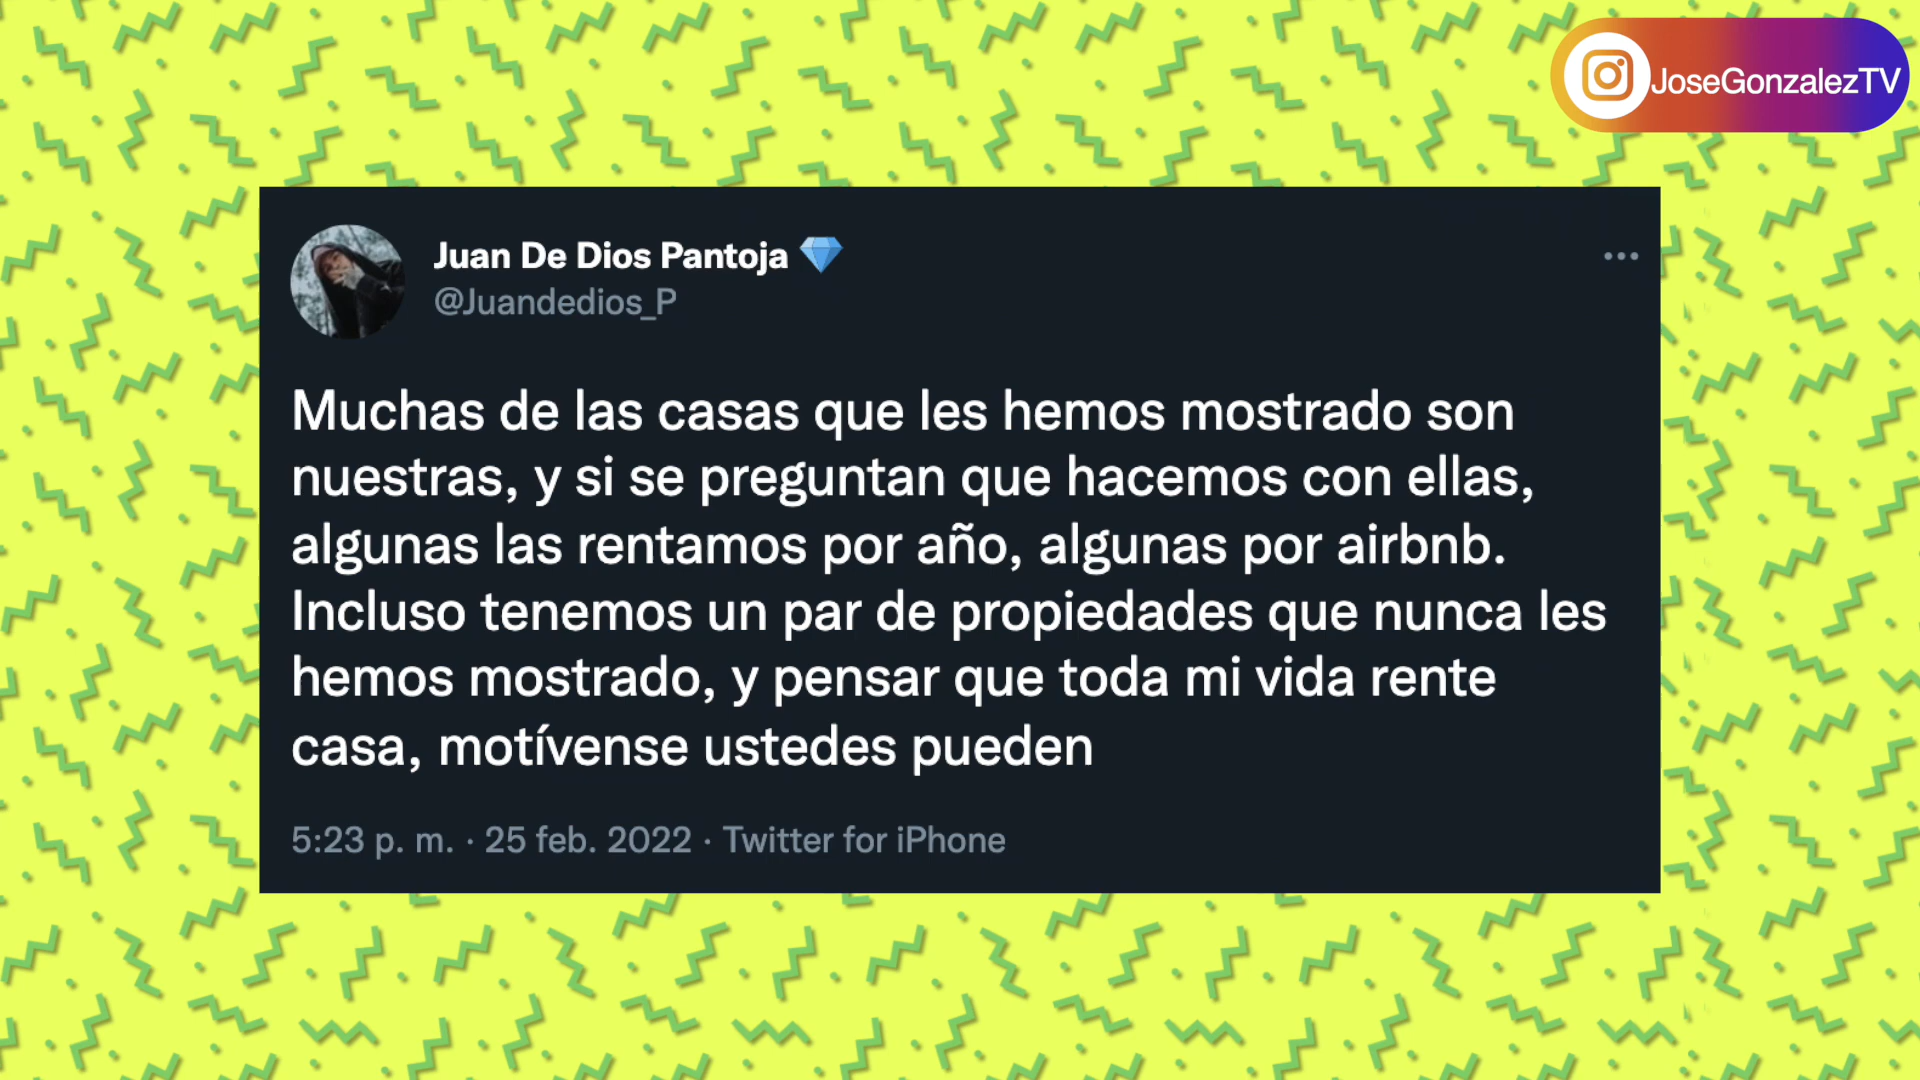 JoseGonzalezTV
Juan De Dios Pantoja 💎
@Juandedios_P
Muchas de las casas que les hemos mostrado son
nuestras, y si se preguntan que hacemos con ellas,
algunas las rentamos por año, algunas por airbnb.
Incluso tenemos un par de propiedades que nunca les
hemos mostrado, y pensar que toda mi vida rente
casa, motívense ustedes pueden
5:23 p. m. · 25 feb. 2022 · Twitter for iPhone